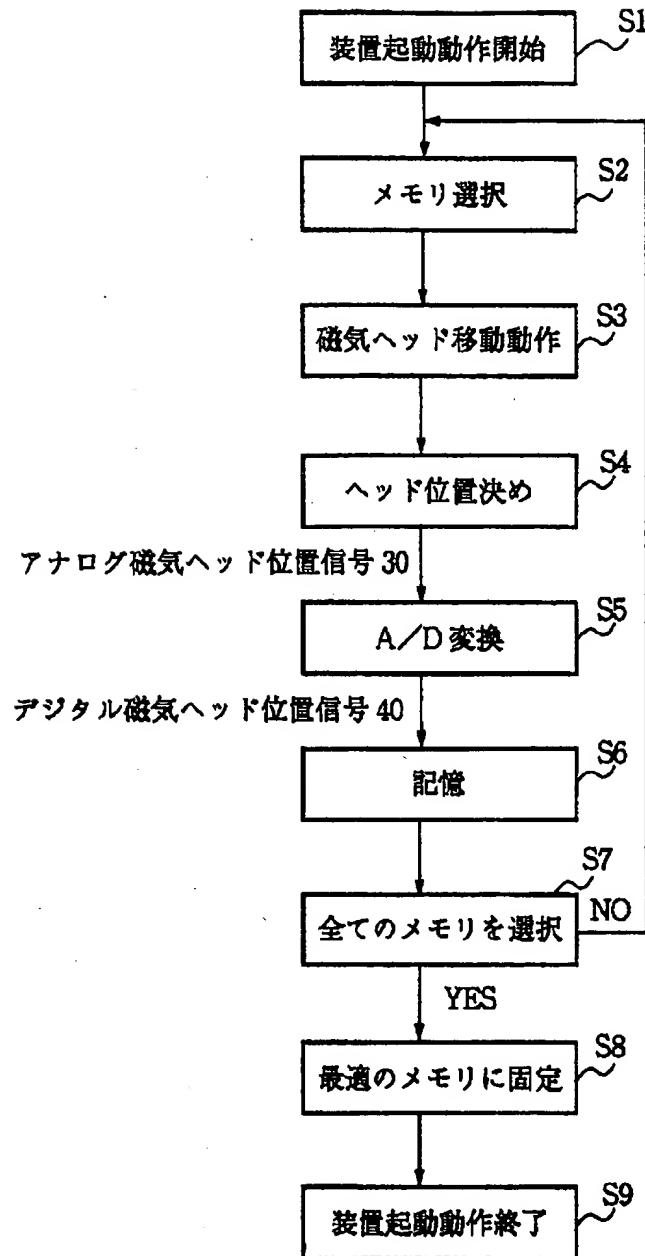 S1
装置起動動作開始
S2
メモリ選択
S3
磁気ヘッド移動動作
S4
ヘッド位置決め
アナログ磁気ヘッド位置信号 30
S5
A/D 変換
デジタル磁気ヘッド位置信号 40
S6
記憶
S7
全てのメモリを選択
NO
YES
S8
最適のメモリに固定
S9
装置起動動作終了